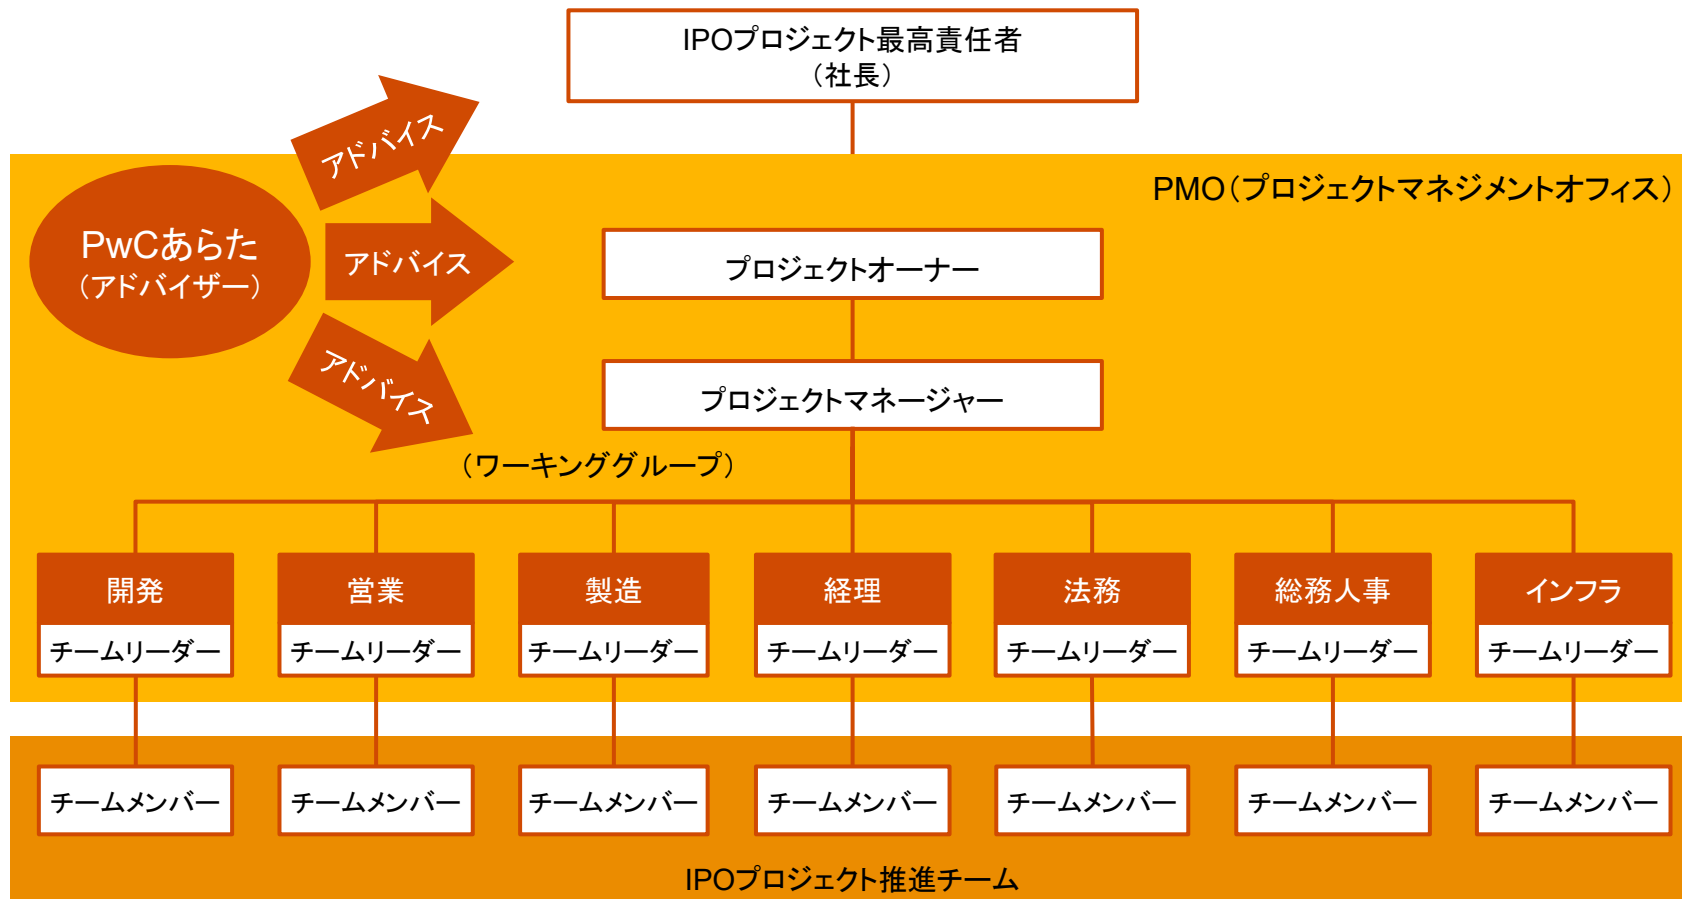 IPOプロジェクト最高責任者
（社長）
アドバイス
PMO（プロジェクトマネジメントオフィス）
PwCあらた
（アドバイザー）
アドバイス
プロジェクトオーナー
アドバイス
プロジェクトマネージャー
（ワーキンググループ）
開発
営業
製造
経理
法務
総務人事
インフラ
チームリーダー
チームリーダー
チームリーダー
チームリーダー
チームリーダー
チームリーダー
チームリーダー
チームメンバー
チームメンバー
チームメンバー
チームメンバー
チームメンバー
チームメンバー
チームメンバー
IPOプロジェクト推進チーム